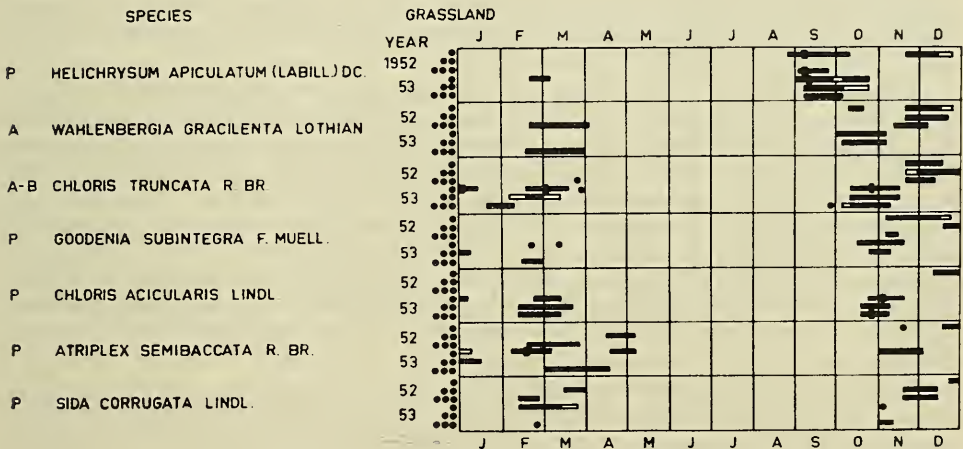 SPECIES GRASSLAND
YEAR J F M A M J J A S O N D
1952
P HELICHRYSUM APICULATUM (LABILL.) DC.
53
52
A WAHLENBERGIA GRACILENTA LOTHIAN
53
52
A-B CHLORIS TRUNCATA R. BR.
53
52
P GOODENIA SUBINTEGRA F. MUELL.
53
52
P CHLORIS ACICULARIS LINDL
53
52
P ATRIPLEX SEMIBACCATA R. BR.
53
52
P SIDA CORRUGATA LINDL.
53
J F M A M J J A S O N D